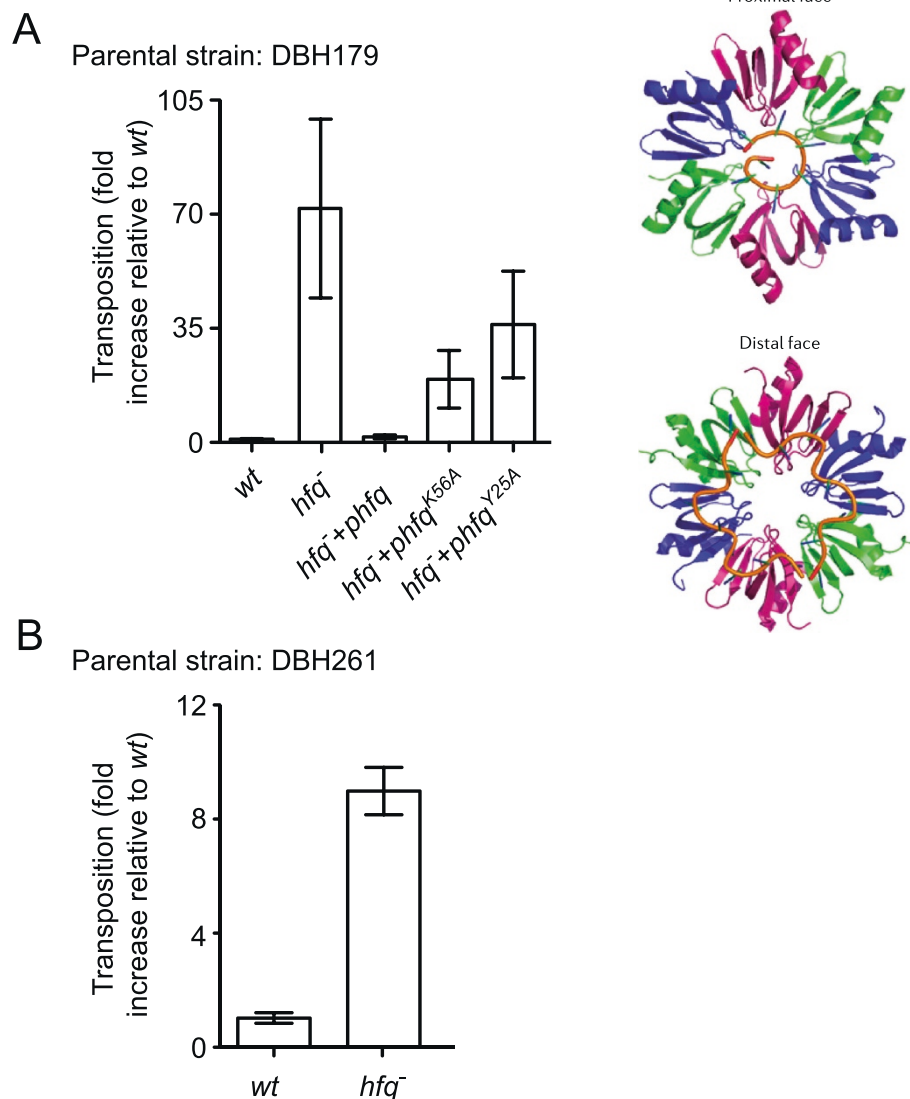 A
Parental strain: DBH179
Transposition (fold
increase relative to wt)
105
70
35
0
wt
hfq⁻
hfq⁻+phfq
hfq⁻+phfqᴷ⁵⁶ᴬ
hfq⁻+phfqʸ²⁵ᴬ
Proximal face
Distal face
B
Parental strain: DBH261
Transposition (fold
increase relative to wt)
12
8
4
0
wt
hfq⁻